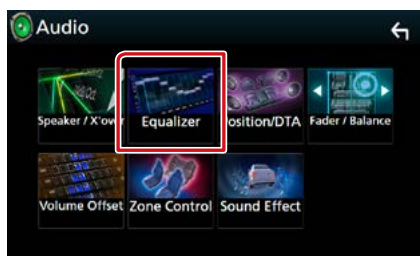 Audio
Speaker / X'over
Equalizer
Position/DTA
Fader / Balance
Volume Offset
Zone Control
Sound Effect